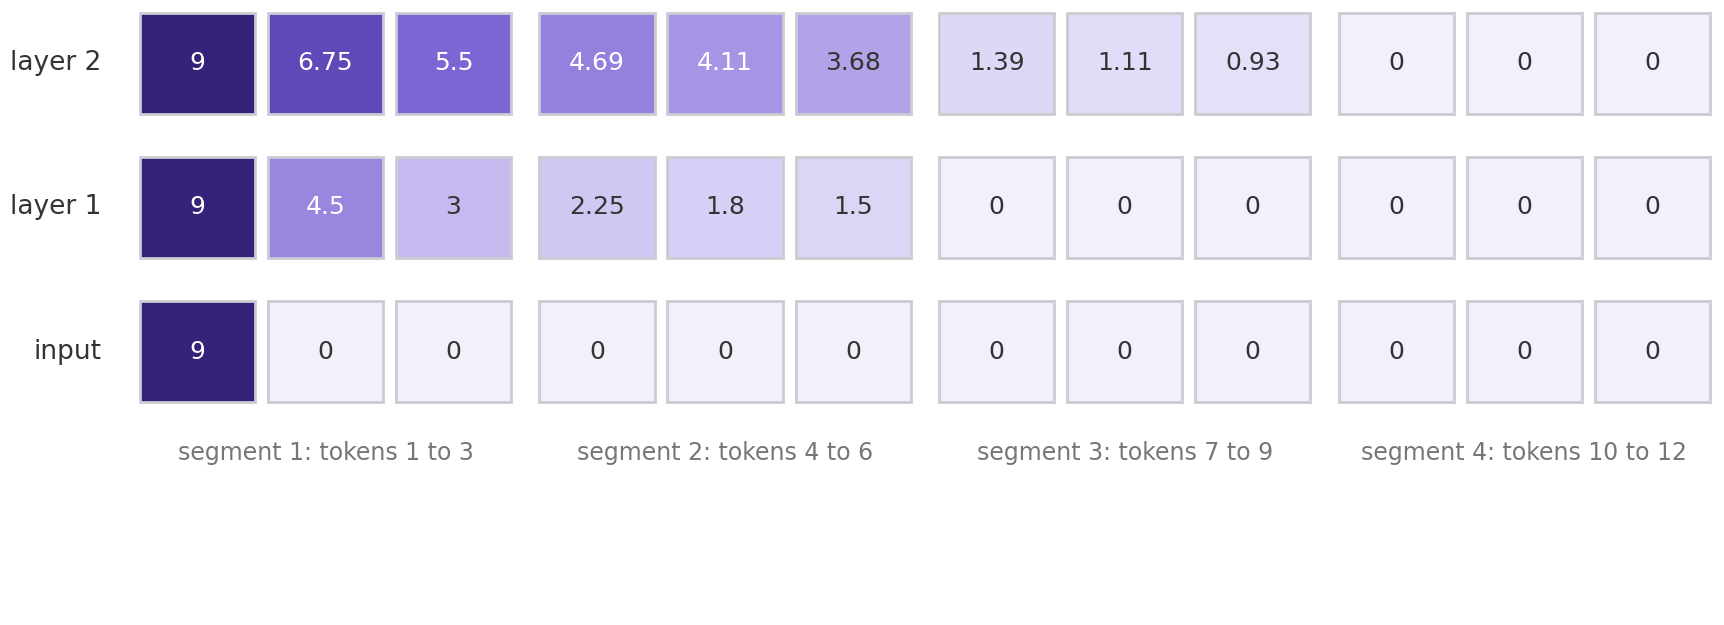 layer 2 9 6.75 5.5 4.69 4.11 3.68 1.39 1.11 0.93 0 0 0
layer 1 9 4.5 3 2.25 1.8 1.5 0 0 0 0 0 0
input 9 0 0 0 0 0 0 0 0 0 0 0
segment 1: tokens 1 to 3 segment 2: tokens 4 to 6 segment 3: tokens 7 to 9 segment 4: tokens 10 to 12